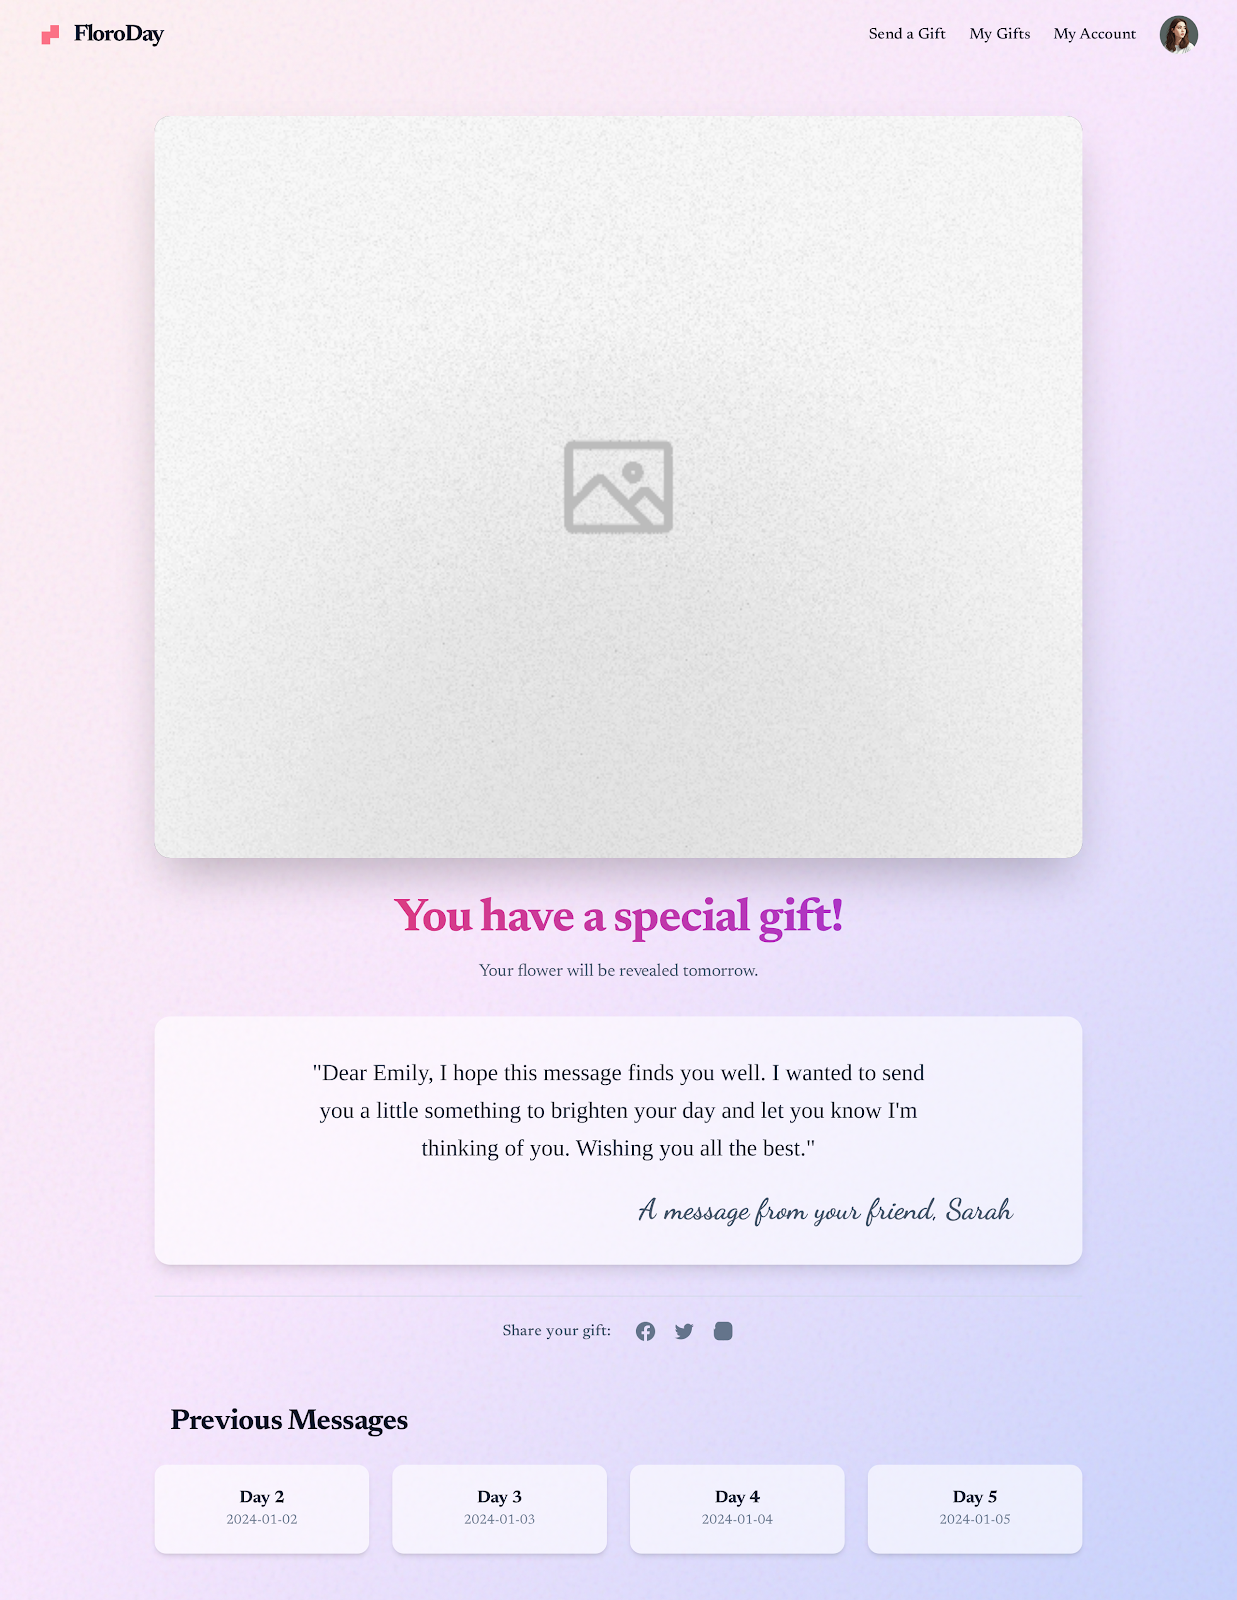 FloroDay
Send a Gift
My Gifts
My Account
You have a special gift!
Your flower will be revealed tomorrow.
"Dear Emily, I hope this message finds you well. I wanted to send
you a little something to brighten your day and let you know I'm
thinking of you. Wishing you all the best."
A message from your friend, Sarah
Share your gift:
Previous Messages
Day 2
2024-01-02
Day 3
2024-01-03
Day 4
2024-01-04
Day 5
2024-01-05